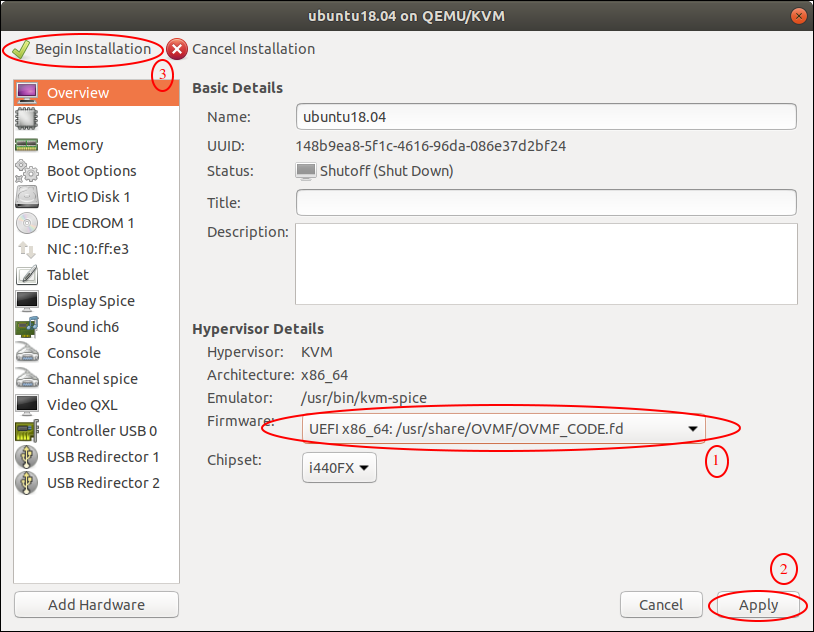 ubuntu18.04 on QEMU/KVM
Begin Installation Cancel Installation
3
Overview
CPUs
Memory
Boot Options
VirtIO Disk 1
IDE CDROM 1
NIC :10:ff:e3
Tablet
Display Spice
Sound ich6
Console
Channel spice
Video QXL
Controller USB 0
USB Redirector 1
USB Redirector 2
Add Hardware
Basic Details
Name: ubuntu18.04
UUID: 148b9ea8-5f1c-4616-96da-086e37d2bf24
Status: Shutoff (Shut Down)
Title:
Description:
Hypervisor Details
Hypervisor: KVM
Architecture: x86_64
Emulator: /usr/bin/kvm-spice
Firmware: UEFI x86_64: /usr/share/OVMF/OVMF_CODE.fd
1
Chipset: i440FX
2
Cancel Apply